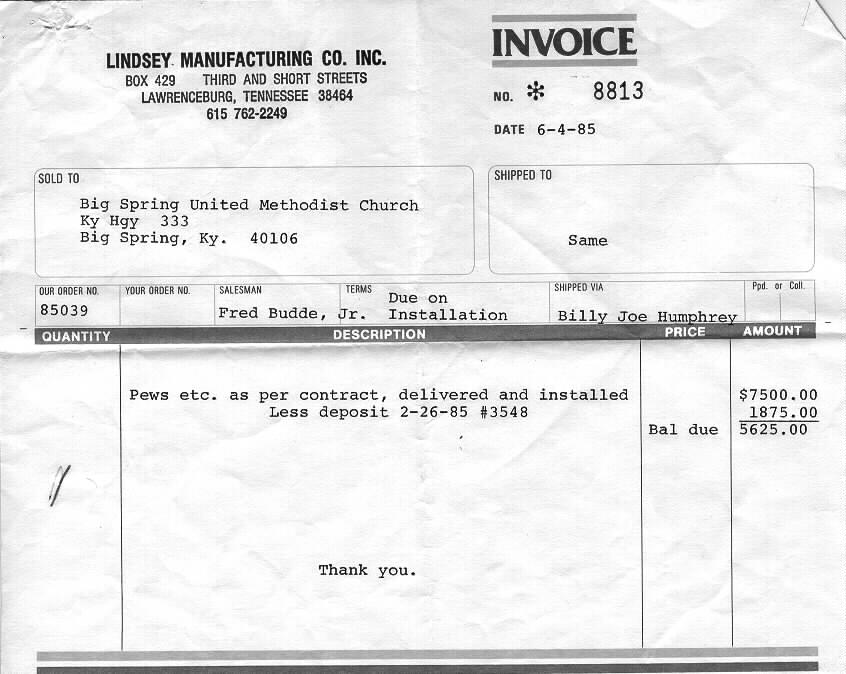 LINDSEY MANUFACTURING CO. INC.
BOX 429 THIRD AND SHORT STREETS
LAWRENCEBURG, TENNESSEE 38464
615 762-2249
INVOICE
NO. * 8813
DATE 6-4-85
SOLD TO
Big Spring United Methodist Church
Ky Hgy 333
Big Spring, Ky. 40106
SHIPPED TO
Same
OUR ORDER NO. YOUR ORDER NO. SALESMAN TERMS SHIPPED VIA Ppd. or Coll.
Due on
85039 Fred Budde, Jr. Installation Billy Joe Humphrey
QUANTITY DESCRIPTION PRICE AMOUNT
Pews etc. as per contract, delivered and installed $7500.00
Less deposit 2-26-85 #3548 1875.00
Bal due 5625.00
Thank you.